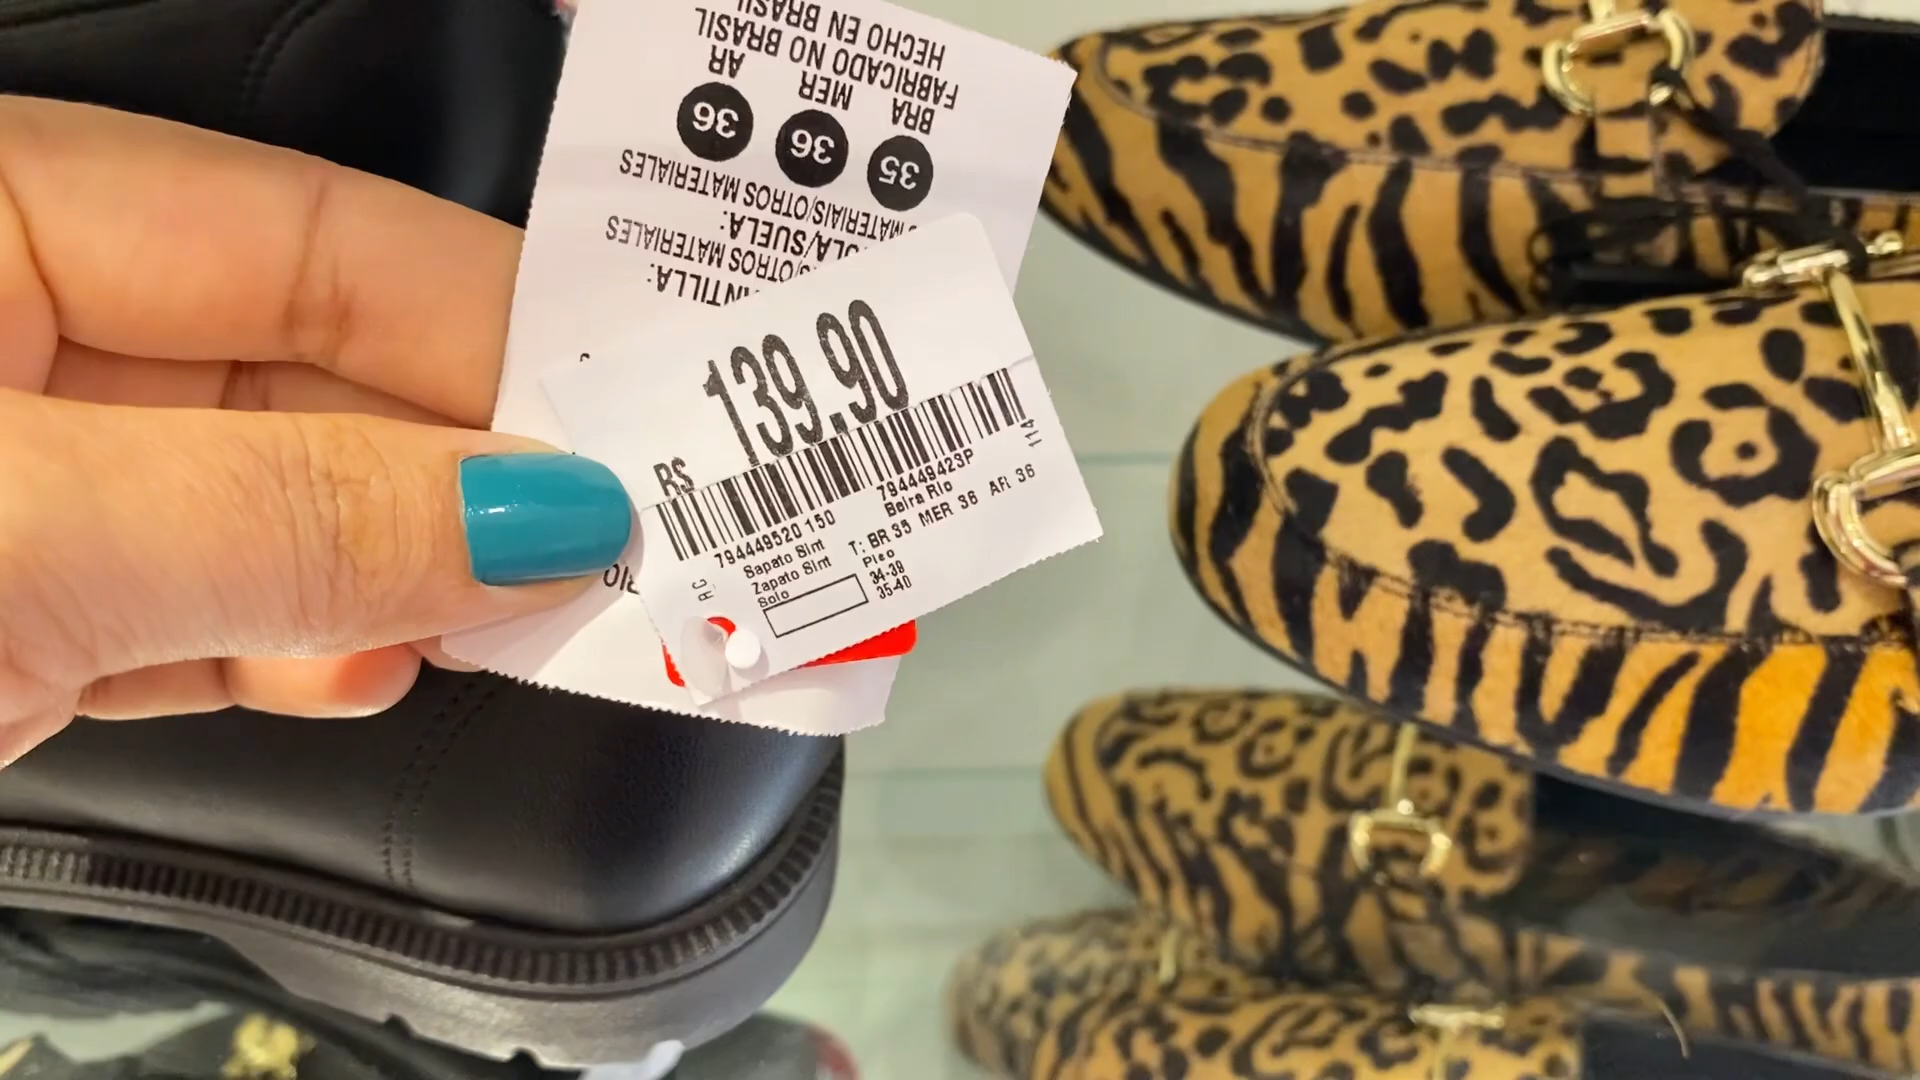 HECHO EN BRASIL
FABRICADO NO BRASIL
AR MER BRA
36 36 35
MATERIAIS/OTROS MATERIALES
/SUELA:
/OTROS MATERIALES
R$ 139.90
794449520 150
794449423P
114
Sapato Sint
Beira Rio
Zapato Sint
T: BR 35 MER 36 AR 36
Solo
Piso
34-39
35-40